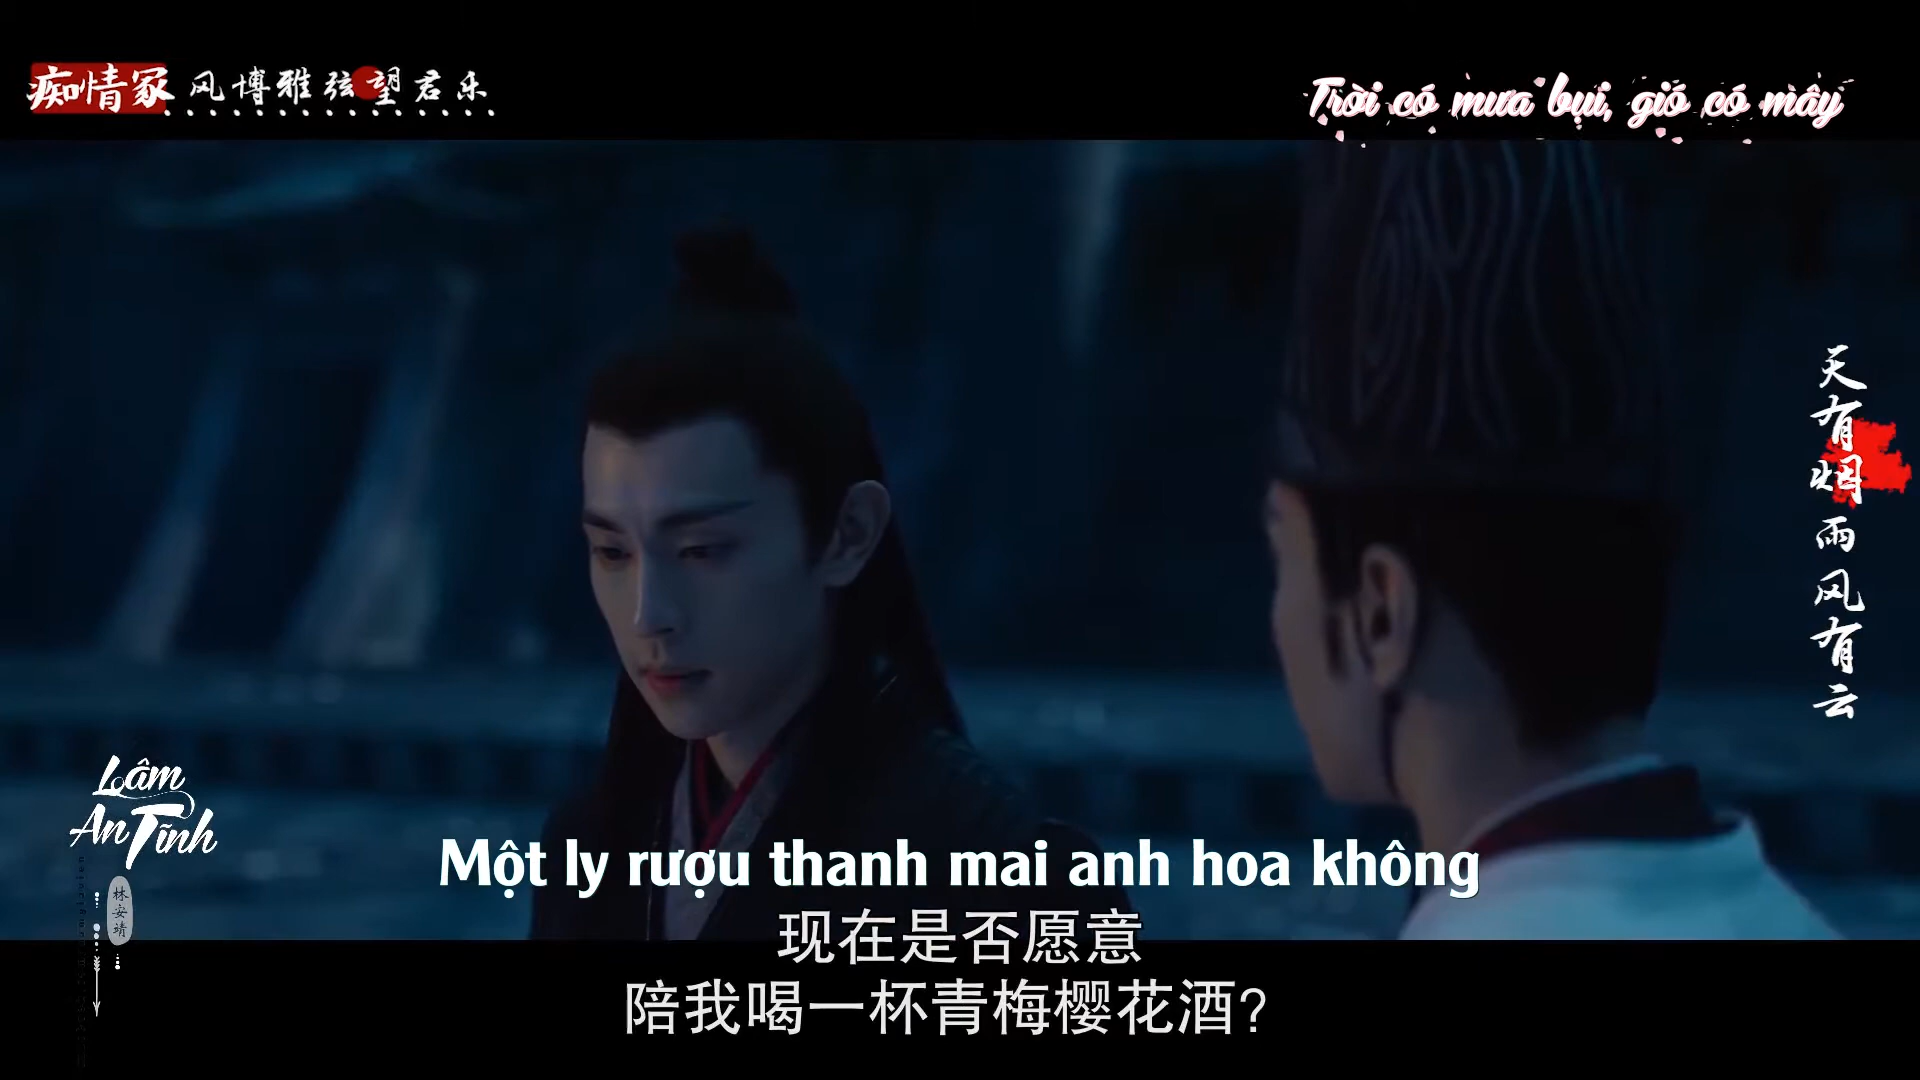 痴情冢 风博雅弦望君乐
Trời có mưa bụi, gió có mây
天有烟雨风有云
Lâm
An Tĩnh
林安靖
Một ly rượu thanh mai anh hoa không
现在是否愿意
陪我喝一杯青梅樱花酒?